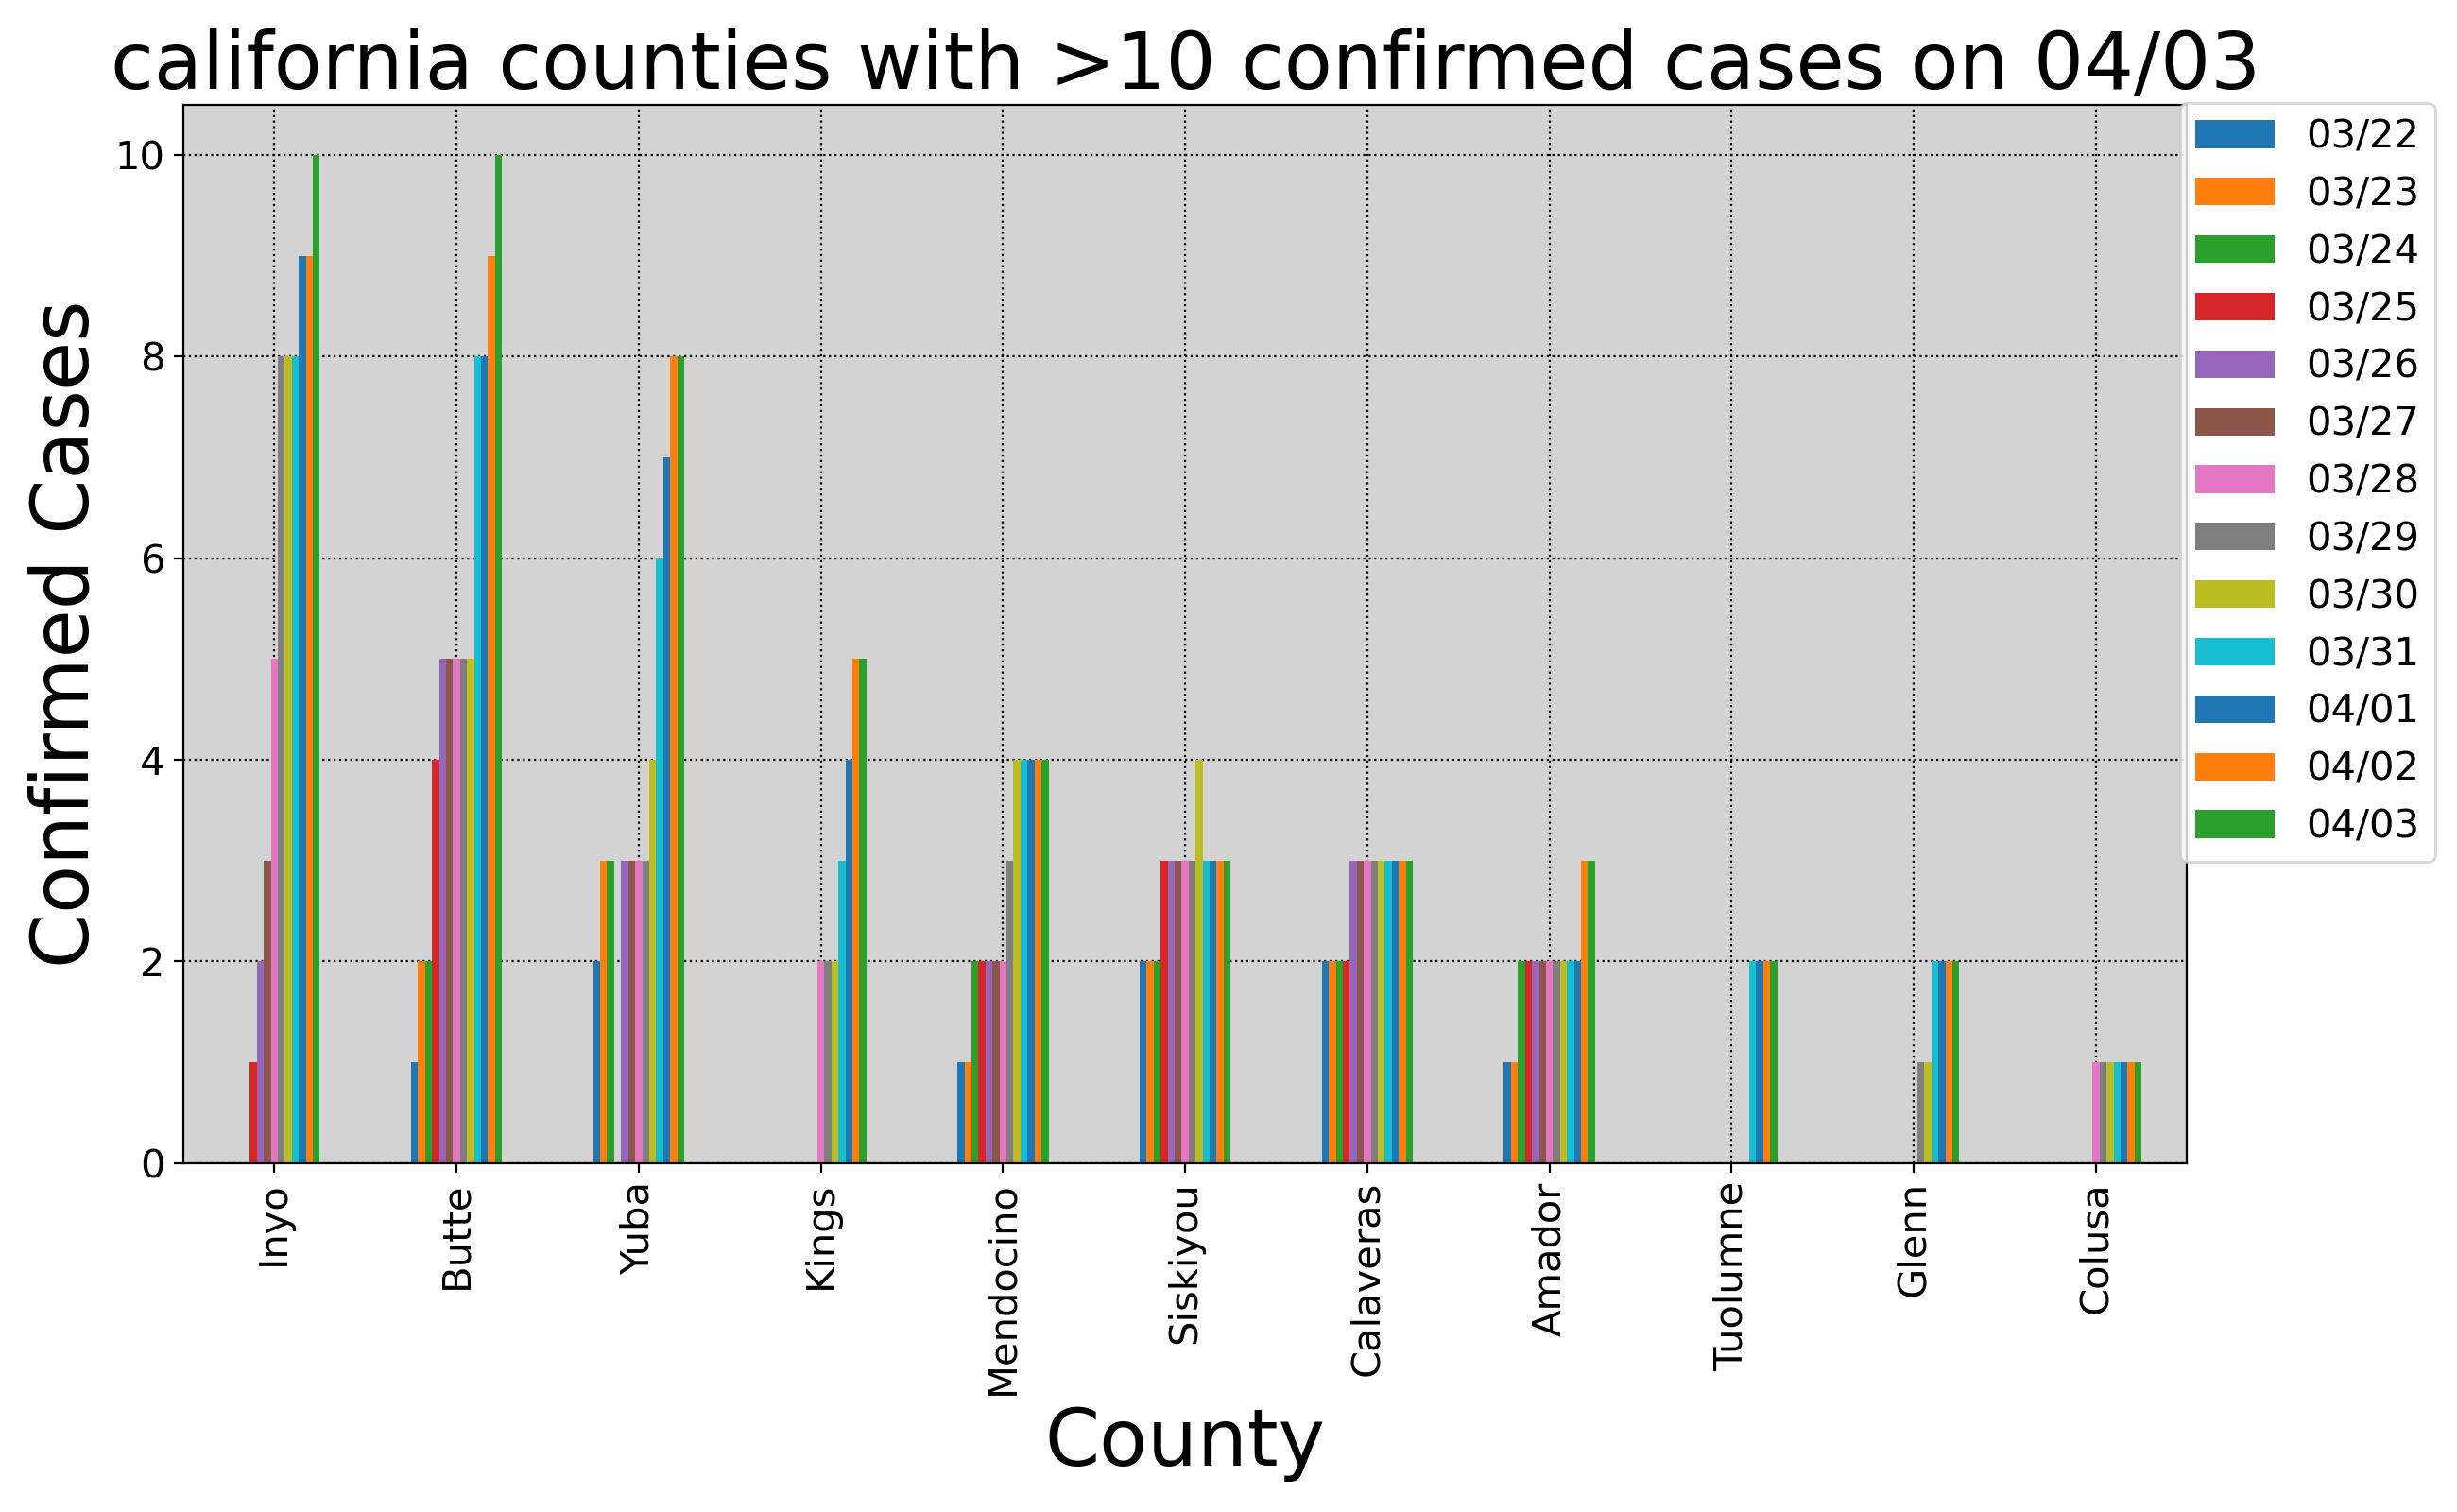 california counties with >10 confirmed cases on 04/03
Confirmed Cases
10
8
6
4
2
0
03/22
03/23
03/24
03/25
03/26
03/27
03/28
03/29
03/30
03/31
04/01
04/02
04/03
Inyo
Butte
Yuba
Kings
Mendocino
Siskiyou
Calaveras
Amador
Tuolumne
Glenn
Colusa
County